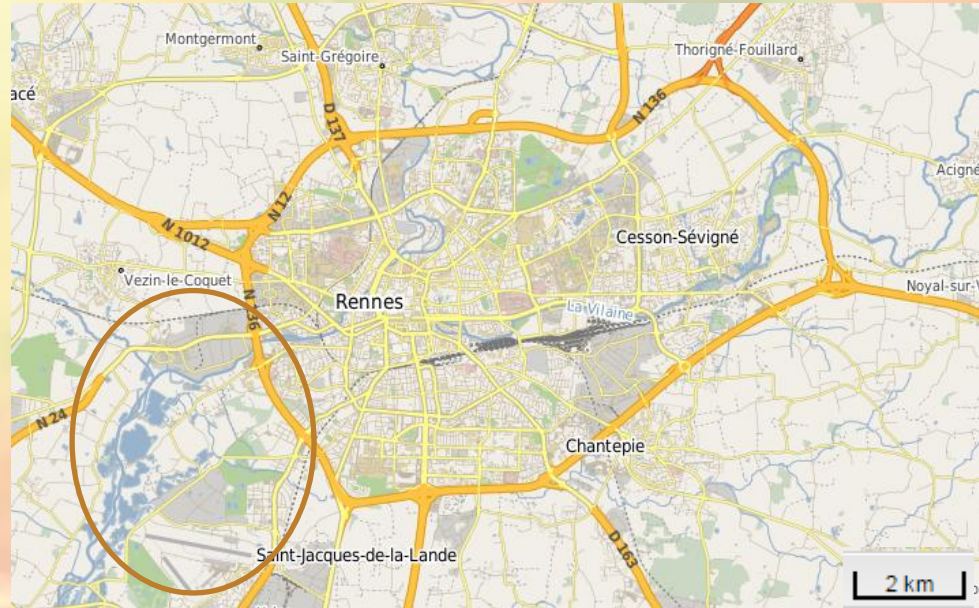 Montgermont
Saint-Grégoire
Thorigné-Fouillard
acé
D 137
N 136
Acigné
N 12
N 1012
Cesson-Sévigné
Vezin-le-Coquet
Noyal-sur-V
N 136
Rennes
La Vilaine
N 24
Chantepie
Saint-Jacques-de-la-Lande
D 163
2 km